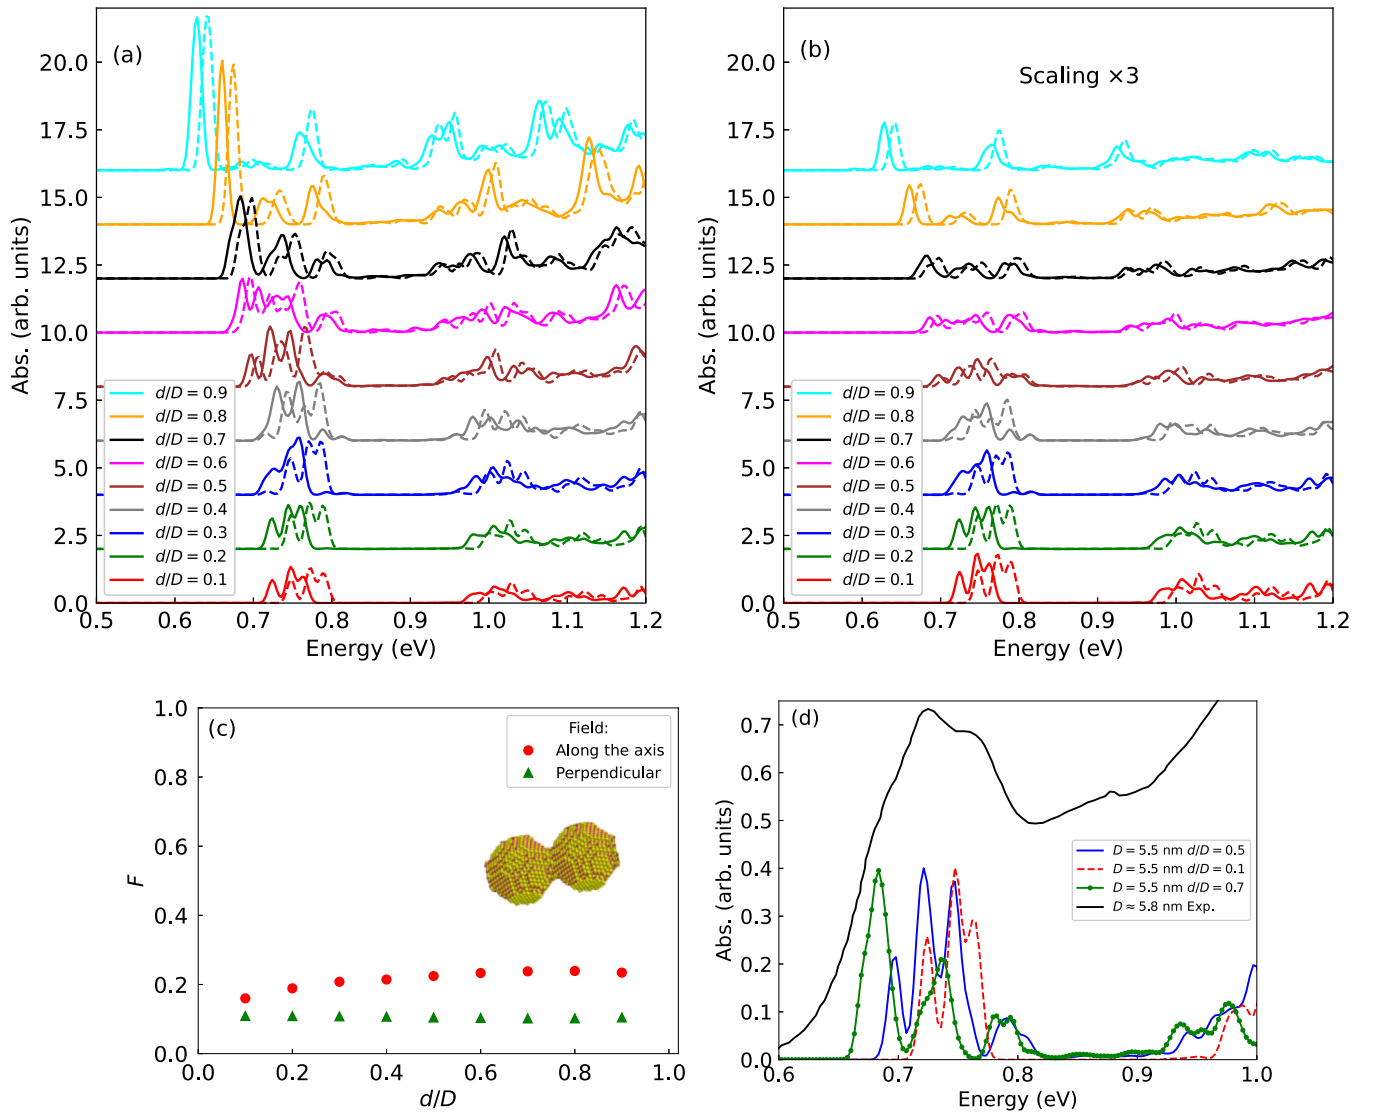 (a)
Abs. (arb. units)
20.0
17.5
15.0
12.5
10.0
7.5
5.0
2.5
0.0
d/D = 0.9
d/D = 0.8
d/D = 0.7
d/D = 0.6
d/D = 0.5
d/D = 0.4
d/D = 0.3
d/D = 0.2
d/D = 0.1
0.5 0.6 0.7 0.8 0.9 1.0 1.1 1.2
Energy (eV)
(b)
Scaling ×3
Abs. (arb. units)
20.0
17.5
15.0
12.5
10.0
7.5
5.0
2.5
0.0
d/D = 0.9
d/D = 0.8
d/D = 0.7
d/D = 0.6
d/D = 0.5
d/D = 0.4
d/D = 0.3
d/D = 0.2
d/D = 0.1
0.5 0.6 0.7 0.8 0.9 1.0 1.1 1.2
Energy (eV)
(c)
F
1.0
0.8
0.6
0.4
0.2
0.0
Field:
Along the axis
Perpendicular
0.0 0.2 0.4 0.6 0.8 1.0
d/D
(d)
Abs. (arb. units)
0.7
0.6
0.5
0.4
0.3
0.2
0.1
0.0
D = 5.5 nm d/D=0.5
D = 5.5 nm d/D=0.1
D = 5.5 nm d/D=0.7
D ≈ 5.8 nm Exp.
0.6 0.7 0.8 0.9 1.0
Energy (eV)